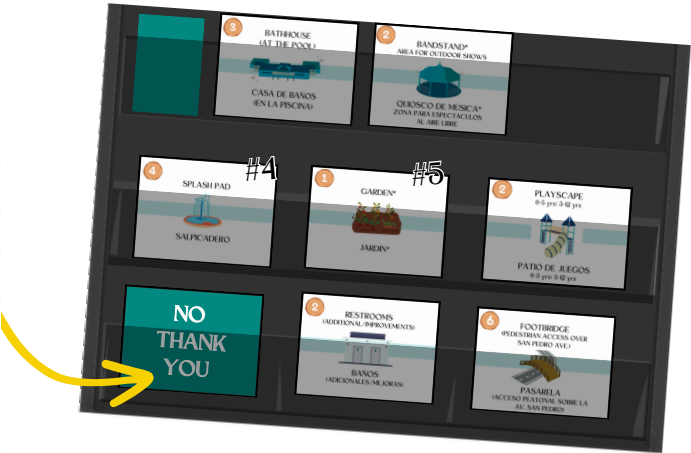 3
BATHHOUSE
(AT THE POOL)
CASA DE BAÑOS
(EN LA PISCINA)
2
BANDSTAND*
AREA FOR OUTDOOR SHOWS
QUIOSCO DE MUSICA*
ZONA PARA ESPECTÁCULOS
AL AIRE LIBRE
4
#4
SPLASH PAD
SALPICADERO
1
#5
GARDEN*
JARDÍN*
2
PLAYSCAPE
0-5 yrs; 5-12 yrs
PATIO DE JUEGOS
0-5 yrs; 5-12 yrs
NO
THANK
YOU
2
RESTROOMS
(ADDITIONAL/IMPROVEMENTS)
BAÑOS
(ADICIONALES/MEJORAS)
6
FOOTBRIDGE
(PEDESTRIAN ACCESS OVER
SAN PEDRO AVE.)
PASARELA
(ACCESO PEATONAL SOBRE LA
AV. SAN PEDRO)